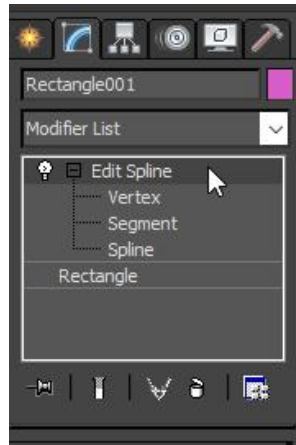 Rectangle001
Modifier List
Edit Spline
Vertex
Segment
Spline
Rectangle